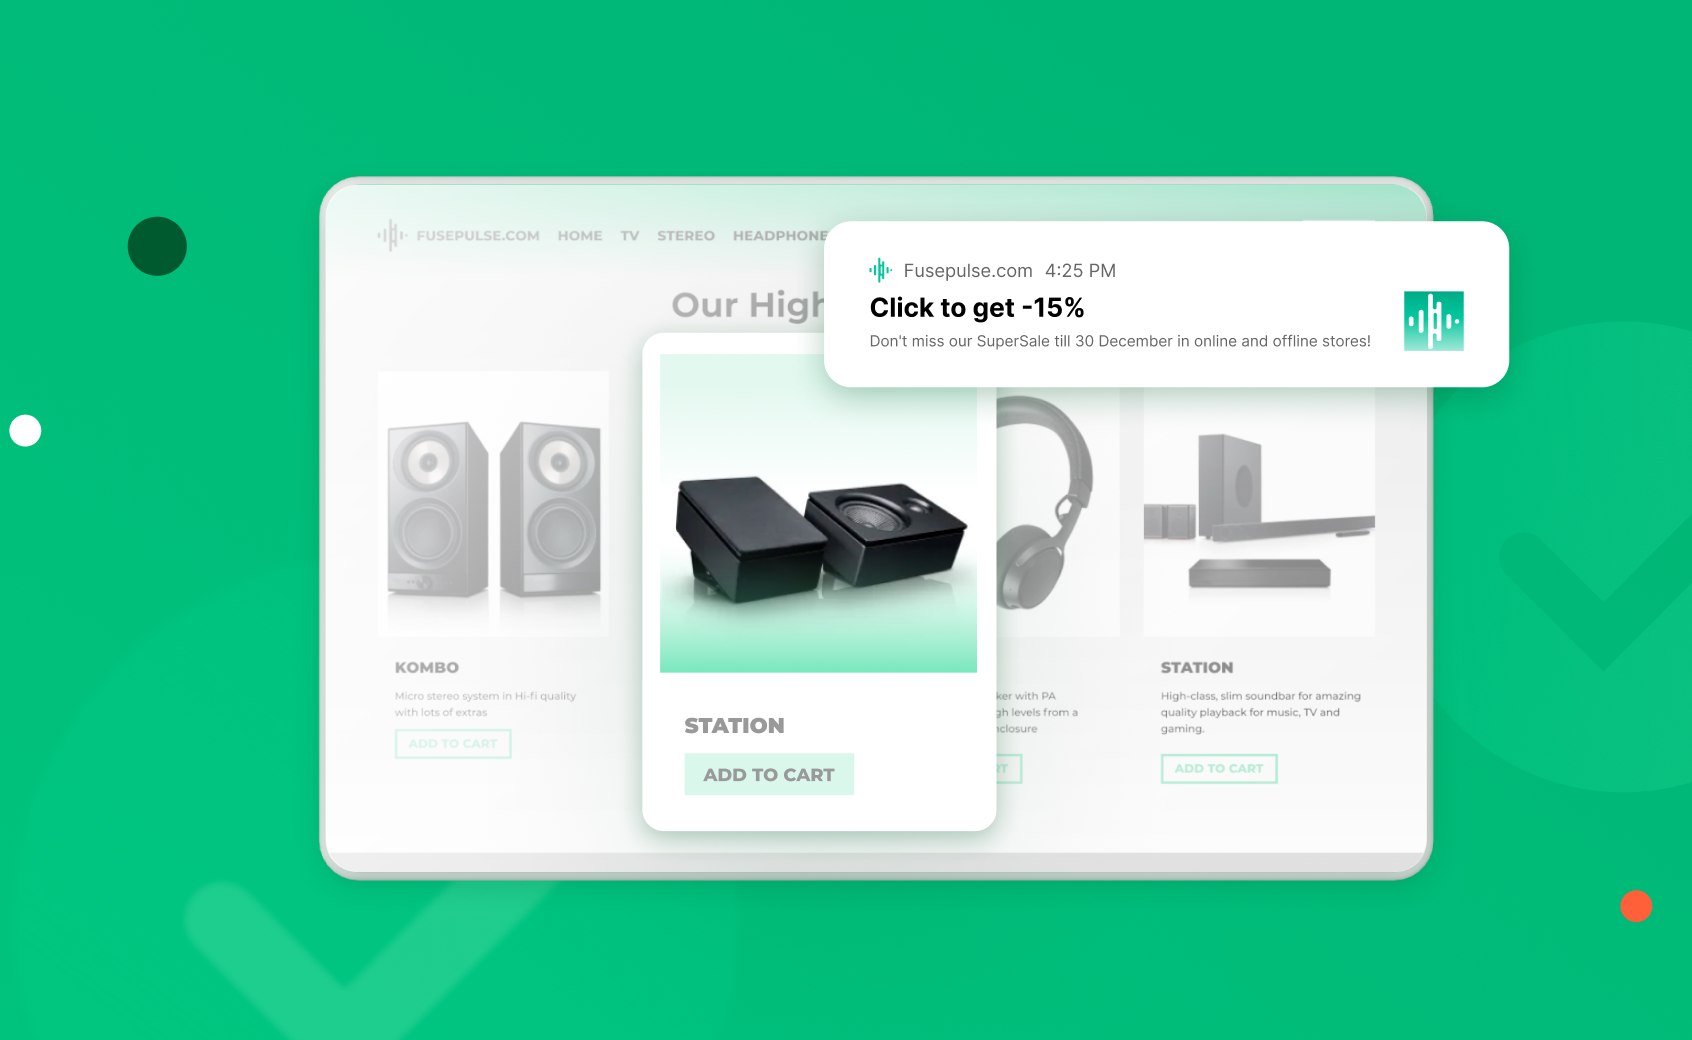 FUSEPULSE.COM HOME TV STEREO HEADPHONE
Fusepulse.com 4:25 PM
Click to get -15%
Don't miss our SuperSale till 30 December in online and offline stores!
Our High
KOMBO
Micro stereo system in Hi-fi quality
with lots of extras
ADD TO CART
STATION
ADD TO CART
ker with PA
gh levels from a
nclosure
RT
STATION
High-class, slim soundbar for amazing
quality playback for music, TV and
gaming.
ADD TO CART